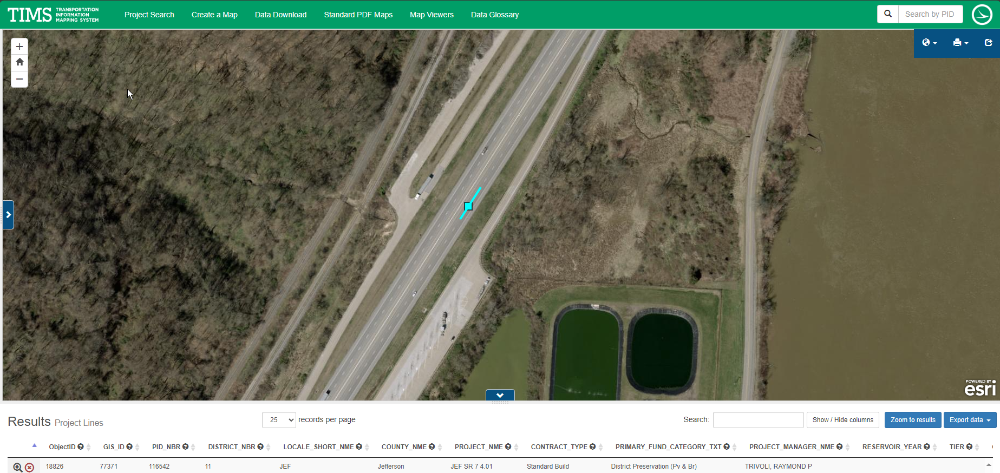 TIMS TRANSPORTATION INFORMATION MAPPING SYSTEM
Project Search Create a Map Data Download Standard PDF Maps Map Viewers Data Glossary Search by PID
POWERED BY
esri
Results Project Lines 25 records per page Search: Show / Hide columns Zoom to results Export data
ObjectID GIS_ID PID_NBR DISTRICT_NBR LOCALE_SHORT_NME COUNTY_NME PROJECT_NME CONTRACT_TYPE PRIMARY_FUND_CATEGORY_TXT PROJECT_MANAGER_NME RESERVOIR_YEAR TIER
18826 77371 116542 11 JEF Jefferson JEF SR 7 4.01 Standard Build District Preservation (Pv & Br) TRIVOLI, RAYMOND P